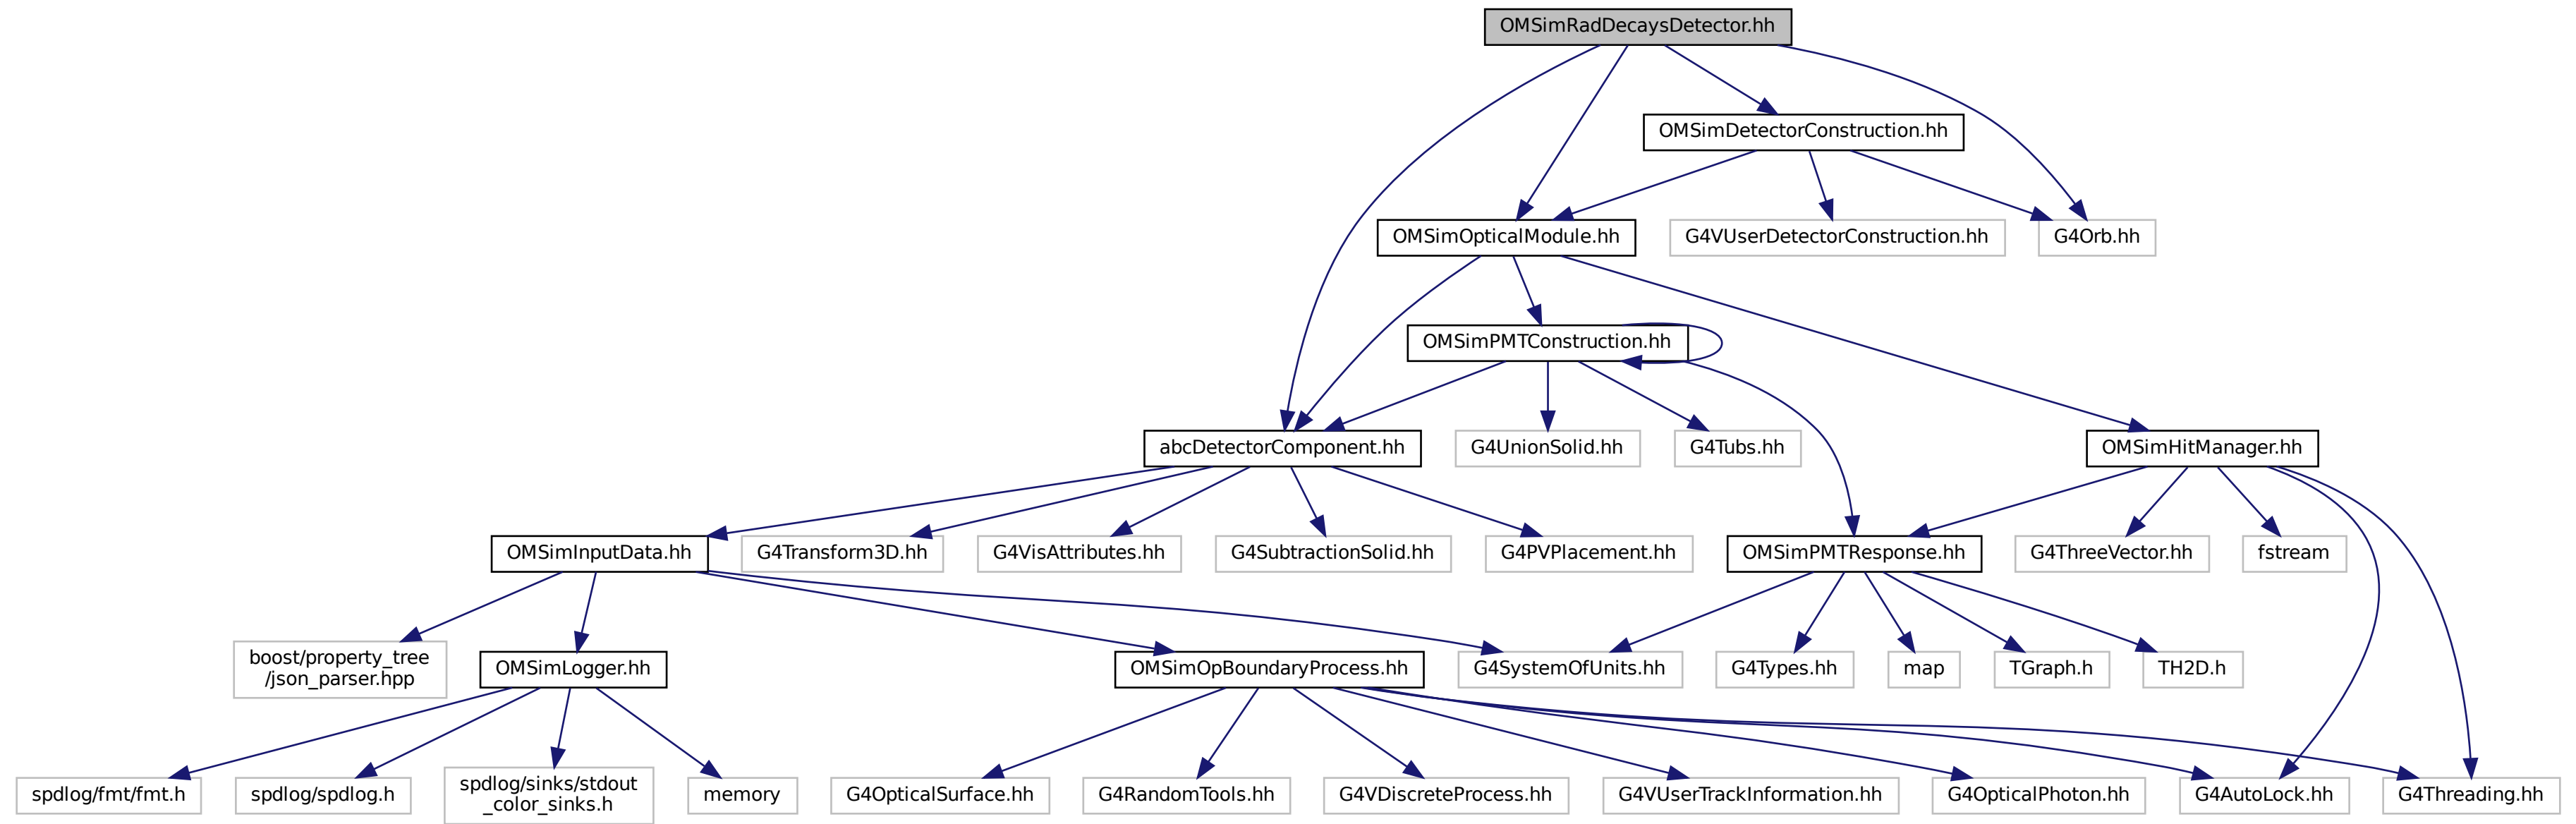 OMSimRadDecaysDetector.hh
OMSimDetectorConstruction.hh
OMSimOpticalModule.hh
G4VUserDetectorConstruction.hh
G4Orb.hh
OMSimPMTConstruction.hh
abcDetectorComponent.hh
G4UnionSolid.hh
G4Tubs.hh
OMSimHitManager.hh
OMSimInputData.hh
G4Transform3D.hh
G4VisAttributes.hh
G4SubtractionSolid.hh
G4PVPlacement.hh
OMSimPMTResponse.hh
G4ThreeVector.hh
fstream
boost/property_tree
/json_parser.hpp
OMSimLogger.hh
OMSimOpBoundaryProcess.hh
G4SystemOfUnits.hh
G4Types.hh
map
TGraph.h
TH2D.h
spdlog/fmt/fmt.h
spdlog/spdlog.h
spdlog/sinks/stdout
_color_sinks.h
memory
G4OpticalSurface.hh
G4RandomTools.hh
G4VDiscreteProcess.hh
G4VUserTrackInformation.hh
G4OpticalPhoton.hh
G4AutoLock.hh
G4Threading.hh